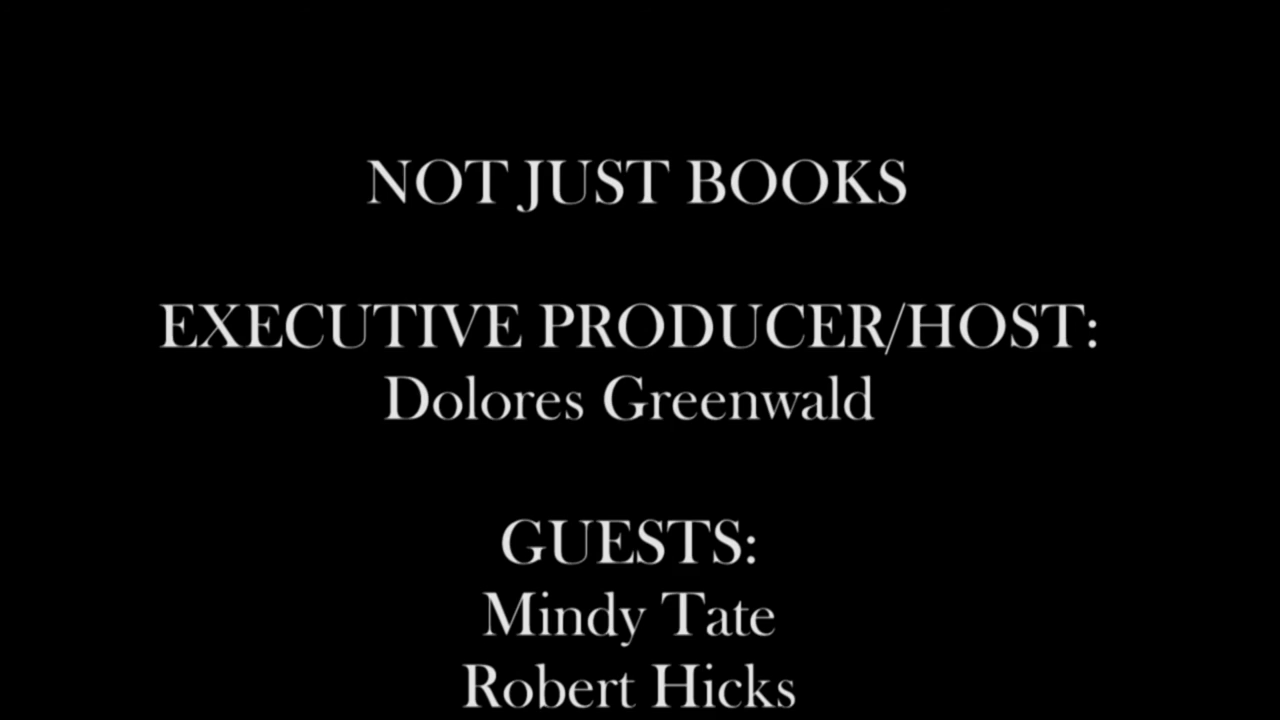 NOT JUST BOOKS
EXECUTIVE PRODUCER/HOST:
Dolores Greenwald
GUESTS:
Mindy Tate
Robert Hicks